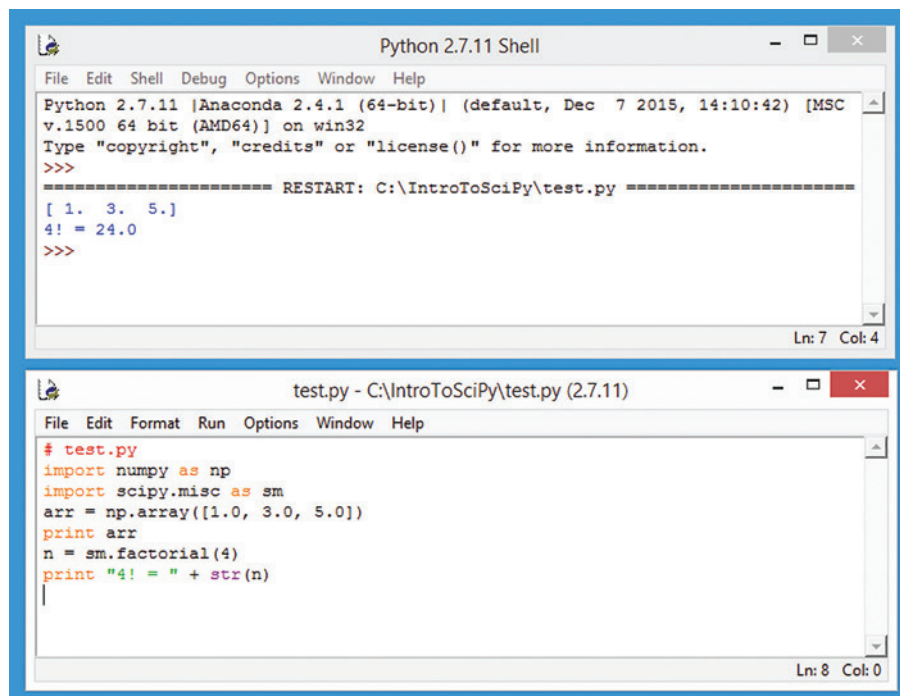 Python 2.7.11 Shell
File Edit Shell Debug Options Window Help
Python 2.7.11 |Anaconda 2.4.1 (64-bit)| (default, Dec  7 2015, 14:10:42) [MSC
v.1500 64 bit (AMD64)] on win32
Type "copyright", "credits" or "license()" for more information.
>>>
====================== RESTART: C:\IntroToSciPy\test.py ======================
[ 1.  3.  5.]
4! = 24.0
>>>
Ln: 7 Col: 4
test.py - C:\IntroToSciPy\test.py (2.7.11)
File Edit Format Run Options Window Help
# test.py
import numpy as np
import scipy.misc as sm
arr = np.array([1.0, 3.0, 5.0])
print arr
n = sm.factorial(4)
print "4! = " + str(n)
Ln: 8 Col: 0